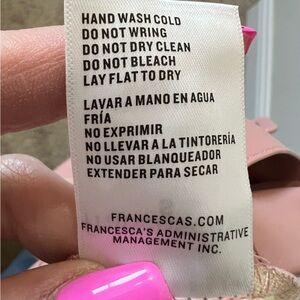 HAND WASH COLD
DO NOT WRING
DO NOT DRY CLEAN
DO NOT BLEACH
LAY FLAT TO DRY
LAVAR A MANO EN AGUA
FRÍA
NO EXPRIMIR
NO LLEVAR A LA TINTORERÍA
NO USAR BLANQUEADOR
EXTENDER PARA SECAR
FRANCESCAS.COM
FRANCESCA'S ADMINISTRATIVE
MANAGEMENT INC.